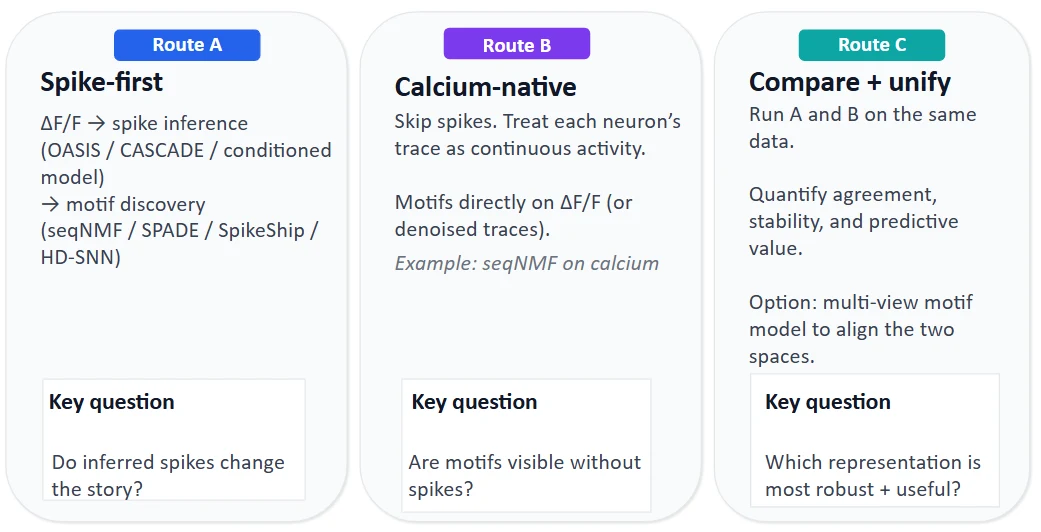 Route A
Spike-first
ΔF/F → spike inference
(OASIS / CASCADE / conditioned
model)
→ motif discovery
(seqNMF / SPADE / SpikeShip /
HD-SNN)
Key question
Do inferred spikes change
the story?
Route B
Calcium-native
Skip spikes. Treat each neuron’s
trace as continuous activity.
Motifs directly on ΔF/F (or
denoised traces).
Example: seqNMF on calcium
Key question
Are motifs visible without
spikes?
Route C
Compare + unify
Run A and B on the same
data.
Quantify agreement,
stability, and predictive
value.
Option: multi-view motif
model to align the two
spaces.
Key question
Which representation is
most robust + useful?